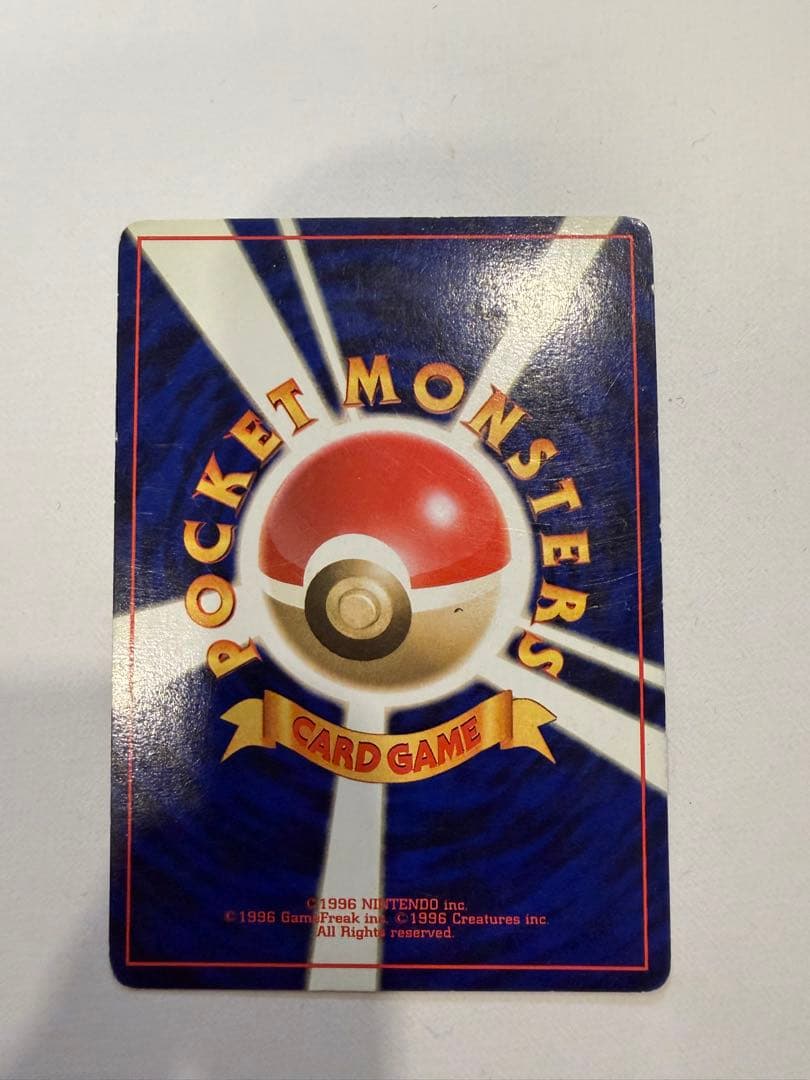 POCKET MONSTERS
CARD GAME
©1996 NINTENDO inc.
©1996 GameFreak inc. ©1996 Creatures inc.
All Rights reserved.